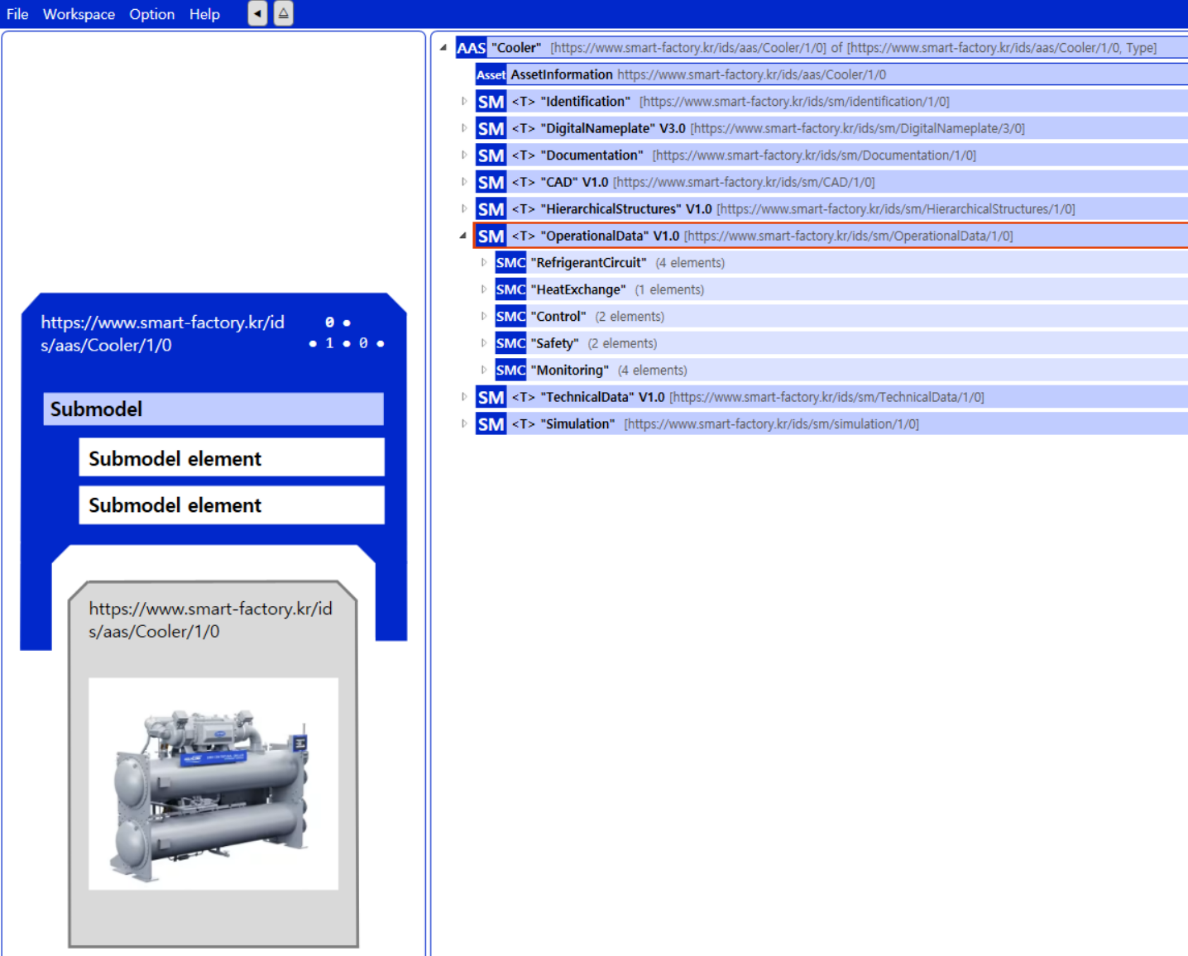 File Workspace Option Help
https://www.smart-factory.kr/id
s/aas/Cooler/1/0
0
1 0
Submodel
Submodel element
Submodel element
https://www.smart-factory.kr/id
s/aas/Cooler/1/0
AAS "Cooler" [https://www.smart-factory.kr/ids/aas/Cooler/1/0] of [https://www.smart-factory.kr/ids/aas/Cooler/1/0, Type]
Asset AssetInformation https://www.smart-factory.kr/ids/aas/Cooler/1/0
SM <T> "Identification" [https://www.smart-factory.kr/ids/sm/identification/1/0]
SM <T> "DigitalNameplate" V3.0 [https://www.smart-factory.kr/ids/sm/DigitalNameplate/3/0]
SM <T> "Documentation" [https://www.smart-factory.kr/ids/sm/Documentation/1/0]
SM <T> "CAD" V1.0 [https://www.smart-factory.kr/ids/sm/CAD/1/0]
SM <T> "HierarchicalStructures" V1.0 [https://www.smart-factory.kr/ids/sm/HierarchicalStructures/1/0]
SM <T> "OperationalData" V1.0 [https://www.smart-factory.kr/ids/sm/OperationalData/1/0]
SMC "RefrigerantCircuit" (4 elements)
SMC "HeatExchange" (1 elements)
SMC "Control" (2 elements)
SMC "Safety" (2 elements)
SMC "Monitoring" (4 elements)
SM <T> "TechnicalData" V1.0 [https://www.smart-factory.kr/ids/sm/TechnicalData/1/0]
SM <T> "Simulation" [https://www.smart-factory.kr/ids/sm/simulation/1/0]